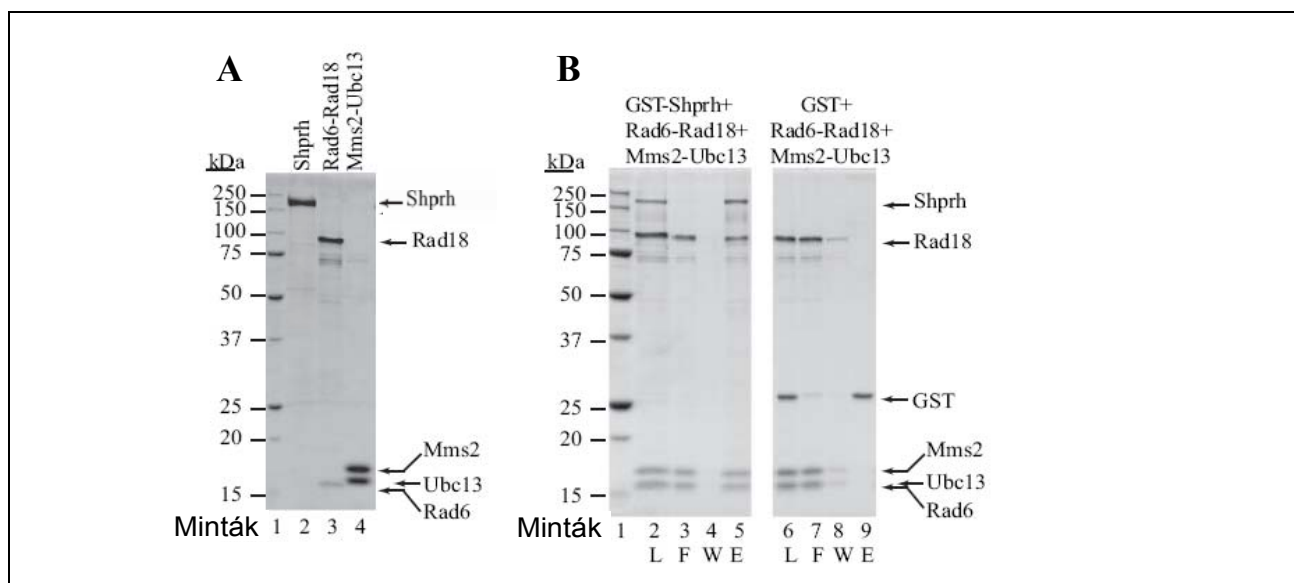 A
Shprh
Rad6-Rad18
Mms2-Ubc13
kDa
250
150
100
75
50
37
25
20
15
Shprh
Rad18
Mms2
Ubc13
Rad6
Minták 1 2 3 4
B
GST-Shprh+
Rad6-Rad18+
Mms2-Ubc13
GST+
Rad6-Rad18+
Mms2-Ubc13
kDa
250
150
100
75
50
37
25
20
15
Shprh
Rad18
GST
Mms2
Ubc13
Rad6
Minták 1 2 3 4 5 6 7 8 9
L F W E L F W E